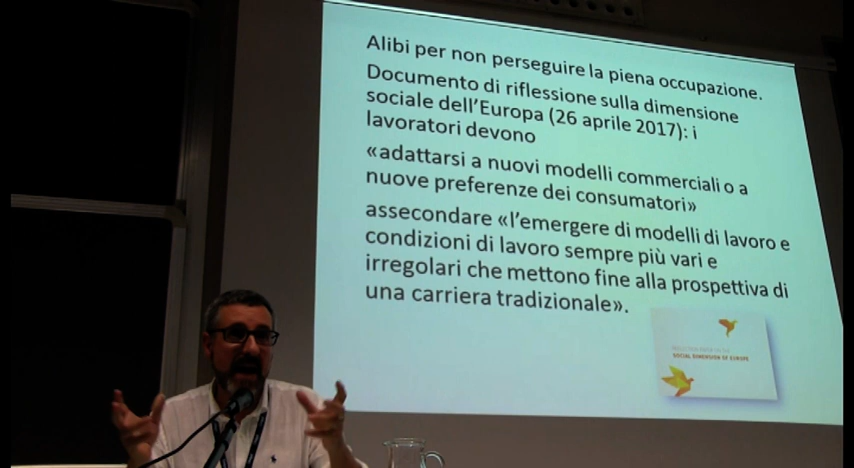 Alibi per non perseguire la piena occupazione.
Documento di riflessione sulla dimensione
sociale dell'Europa (26 aprile 2017): i
lavoratori devono
«adattarsi a nuovi modelli commerciali o a
nuove preferenze dei consumatori»
assecondare «l'emergere di modelli di lavoro e
condizioni di lavoro sempre più vari e
irregolari che mettono fine alla prospettiva di
una carriera tradizionale».
SOCIAL DIMENSION OF EUROPE